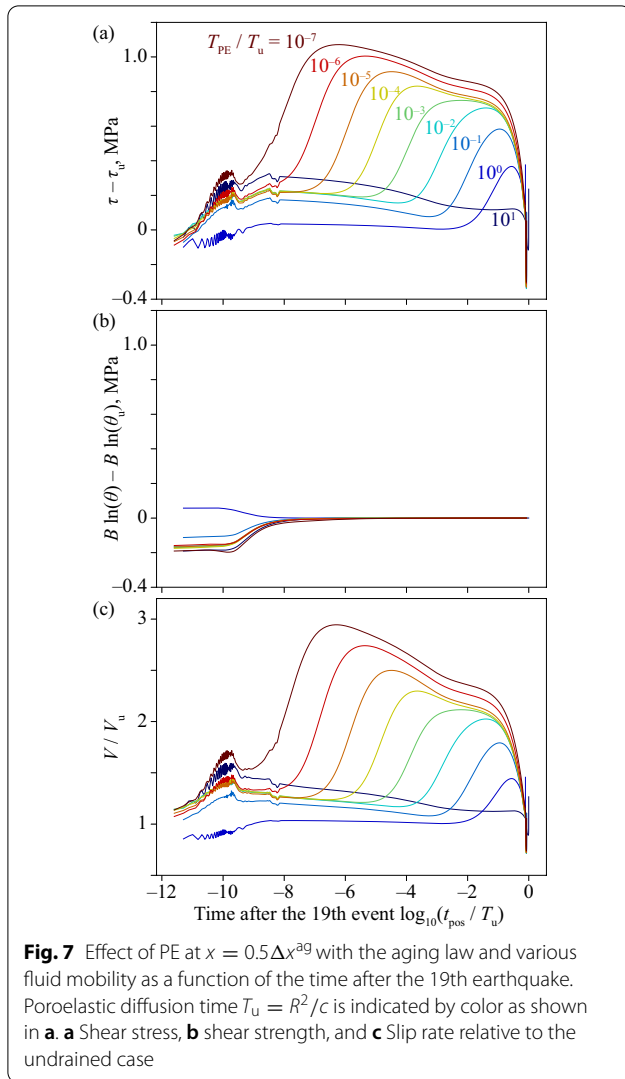 (a)
T_PE / T_u = 10⁻⁷
1.0
10⁻⁶
10⁻⁵
10⁻⁴
10⁻³
10⁻²
10⁻¹
10⁰
10¹
τ − τ_u, MPa
0
−0.4
(b)
1.0
B ln(θ) − B ln(θ_u), MPa
0
−0.4
(c)
3
V / V_u
2
1
−12 −10 −8 −6 −4 −2 0
Time after the 19th event log₁₀(t_pos / T_u)
Fig. 7 Effect of PE at x = 0.5Δx^ag with the aging law and various
fluid mobility as a function of the time after the 19th earthquake.
Poroelastic diffusion time T_u = R²/c is indicated by color as shown
in a. a Shear stress, b shear strength, and c Slip rate relative to the
undrained case